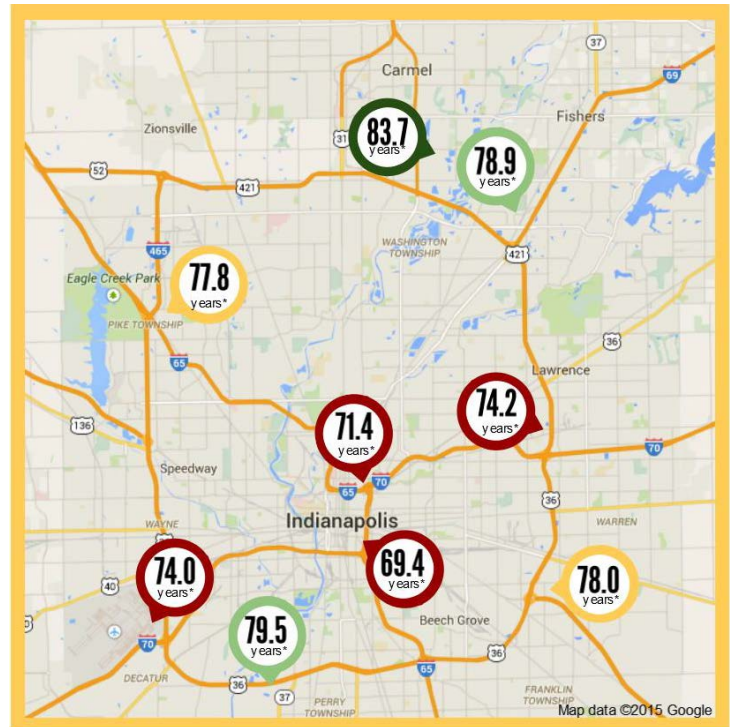 37
Carmel
69
Fishers
Zionsville
31
83.7
years*
78.9
years*
52
421
WASHINGTON
TOWNSHIP
421
465
Eagle Creek Park
77.8
years*
PIKE TOWNSHIP
65
36
Lawrence
74.2
years*
136
71.4
years*
70
Speedway
65
70
36
Indianapolis
WAYNE
WARREN
74.0
years*
69.4
years*
78.0
years*
40
79.5
years*
Beech Grove
70
65
36
DECATUR
36
37
PERRY
TOWNSHIP
FRANKLIN
TOWNSHIP
Map data ©2015 Google